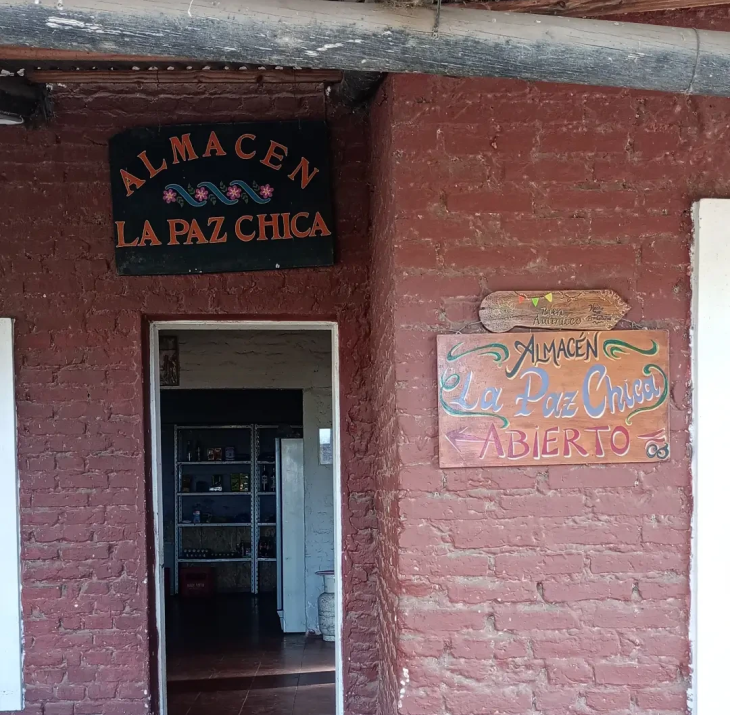 ALMACEN
LA PAZ CHICA
ALMACÉN
La Paz Chica
ABIERTO